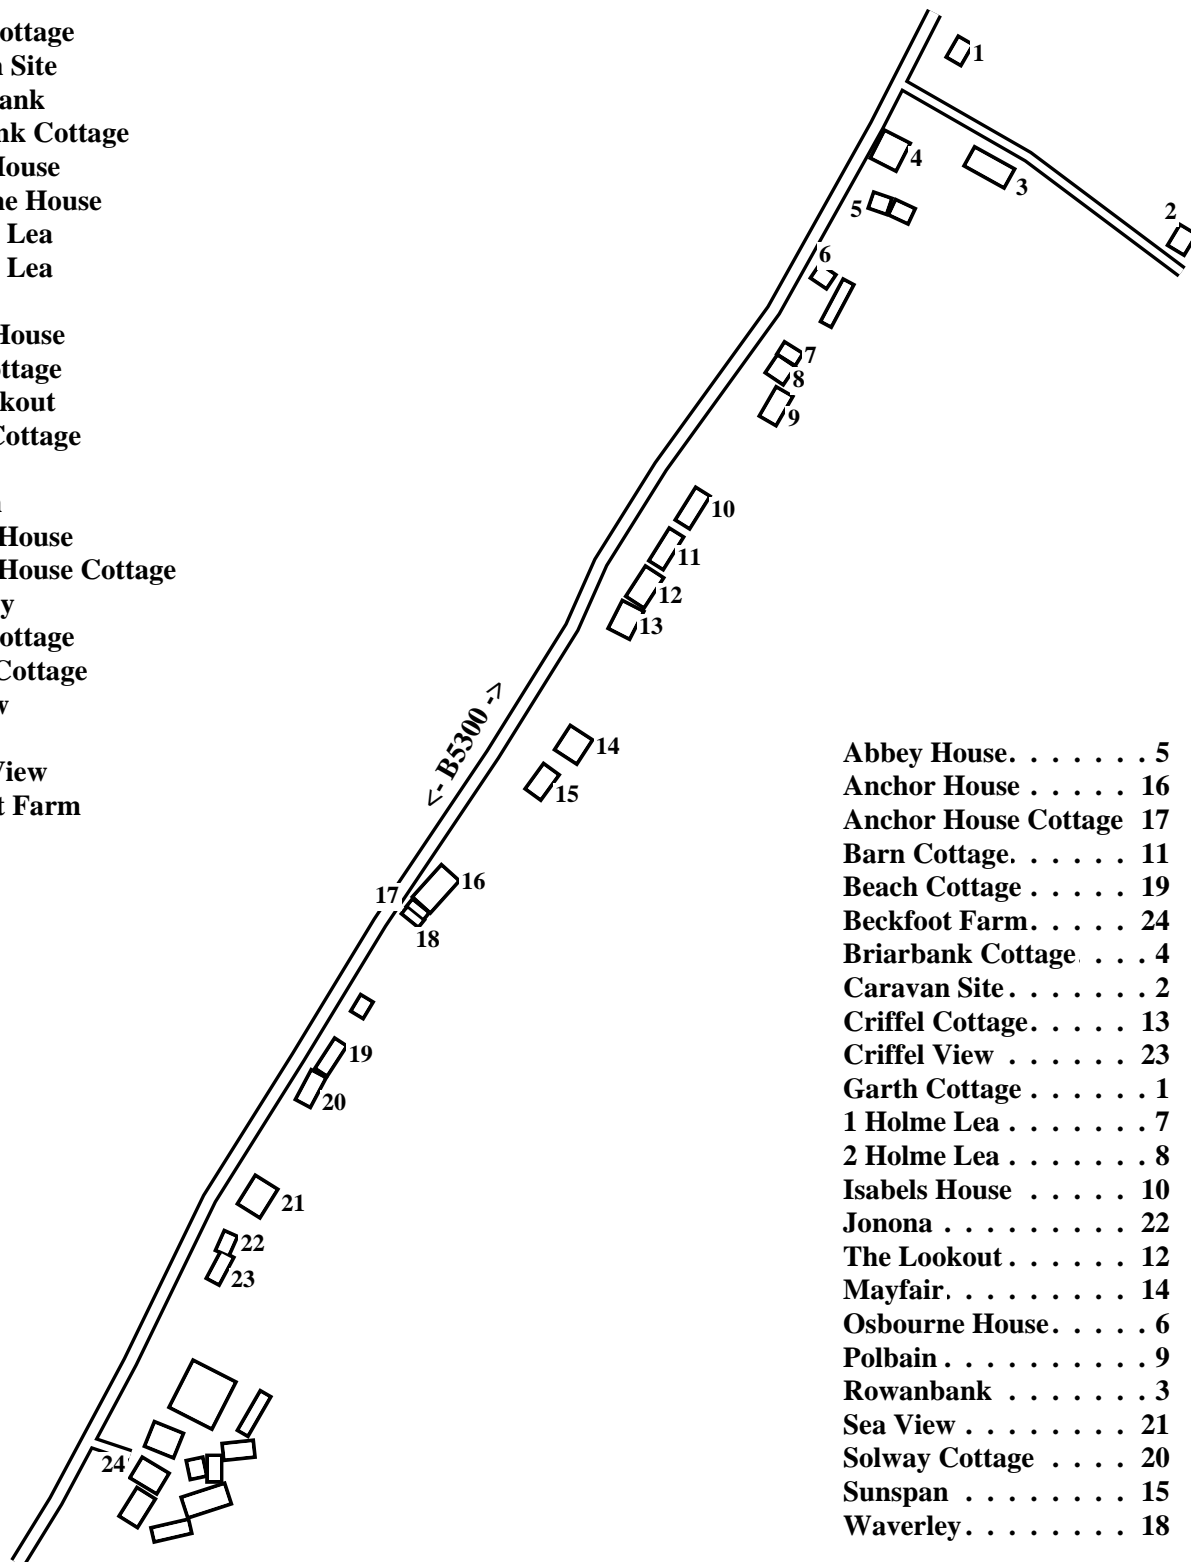 ottage
Site
ank
nk Cottage
House
ne House
Lea
Lea
House
ottage
kout
Cottage
House
House Cottage
y
ottage
Cottage
w
View
t Farm
1
2
3
4
5
6
7
8
9
10
11
12
13
<- B5300 ->
14
15
16
17
18
19
20
21
22
23
24
Abbey House. . . . . . . 5
Anchor House . . . . . 16
Anchor House Cottage 17
Barn Cottage. . . . . . 11
Beach Cottage . . . . . 19
Beckfoot Farm. . . . . 24
Briarbank Cottage. . . . 4
Caravan Site . . . . . . . 2
Criffel Cottage. . . . . 13
Criffel View . . . . . . 23
Garth Cottage . . . . . . 1
1 Holme Lea . . . . . . . 7
2 Holme Lea . . . . . . . 8
Isabels House . . . . . 10
Jonona . . . . . . . . . 22
The Lookout . . . . . . 12
Mayfair. . . . . . . . . 14
Osbourne House. . . . . 6
Polbain . . . . . . . . . . 9
Rowanbank . . . . . . . 3
Sea View . . . . . . . . 21
Solway Cottage . . . . 20
Sunspan . . . . . . . . 15
Waverley. . . . . . . . 18